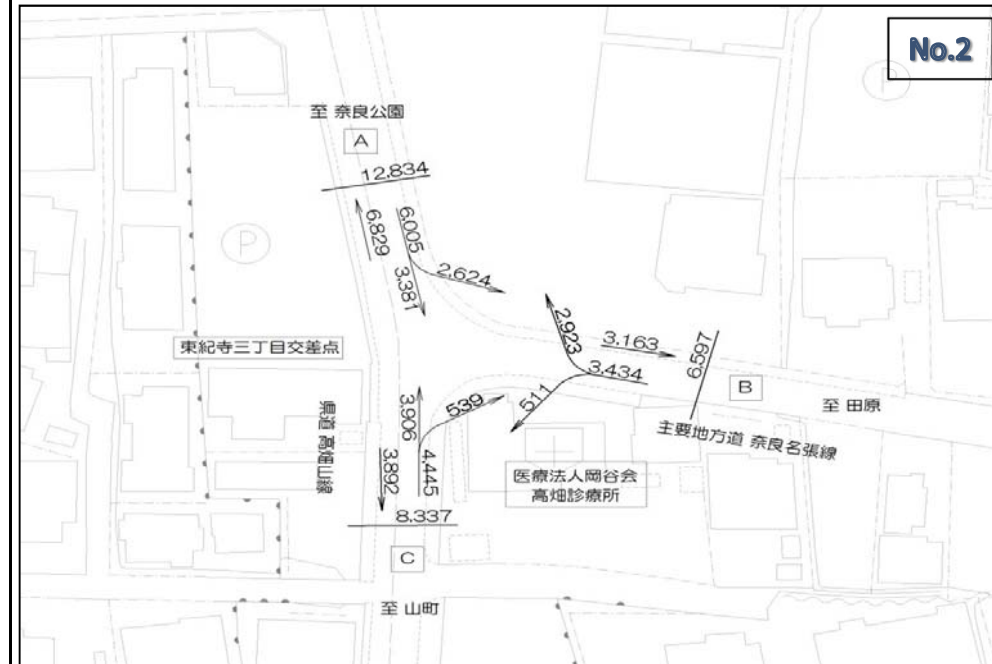 No.2
P
至 奈良公園
A
12,834
6,829
6,005
3,381
2,624
P
東紀寺三丁目交差点
2,923
3,163
6,597
3,434
511
B
至 田原
主要地方道 奈良名張線
県道 高畑山線
3,906
539
3,892
4,445
医療法人岡谷会
高畑診療所
8,337
C
至 山町